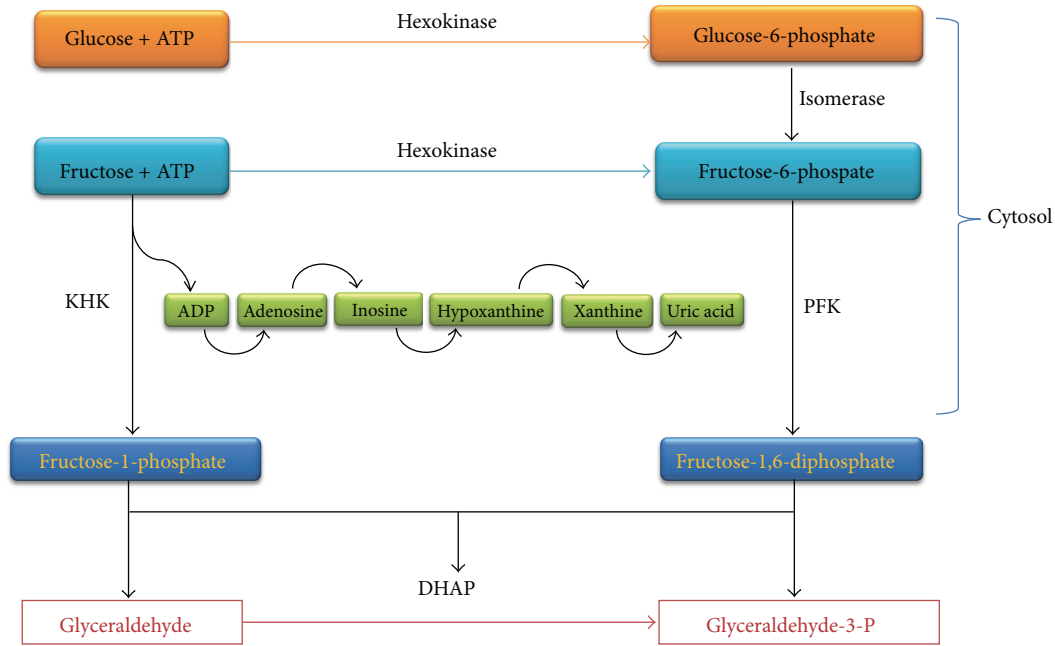 Hexokinase
Glucose + ATP
Glucose-6-phosphate
Isomerase
Hexokinase
Fructose + ATP
Fructose-6-phospate
Cytosol
KHK
ADP
Adenosine
Inosine
Hypoxanthine
Xanthine
Uric acid
PFK
Fructose-1-phosphate
Fructose-1,6-diphosphate
DHAP
Glyceraldehyde
Glyceraldehyde-3-P